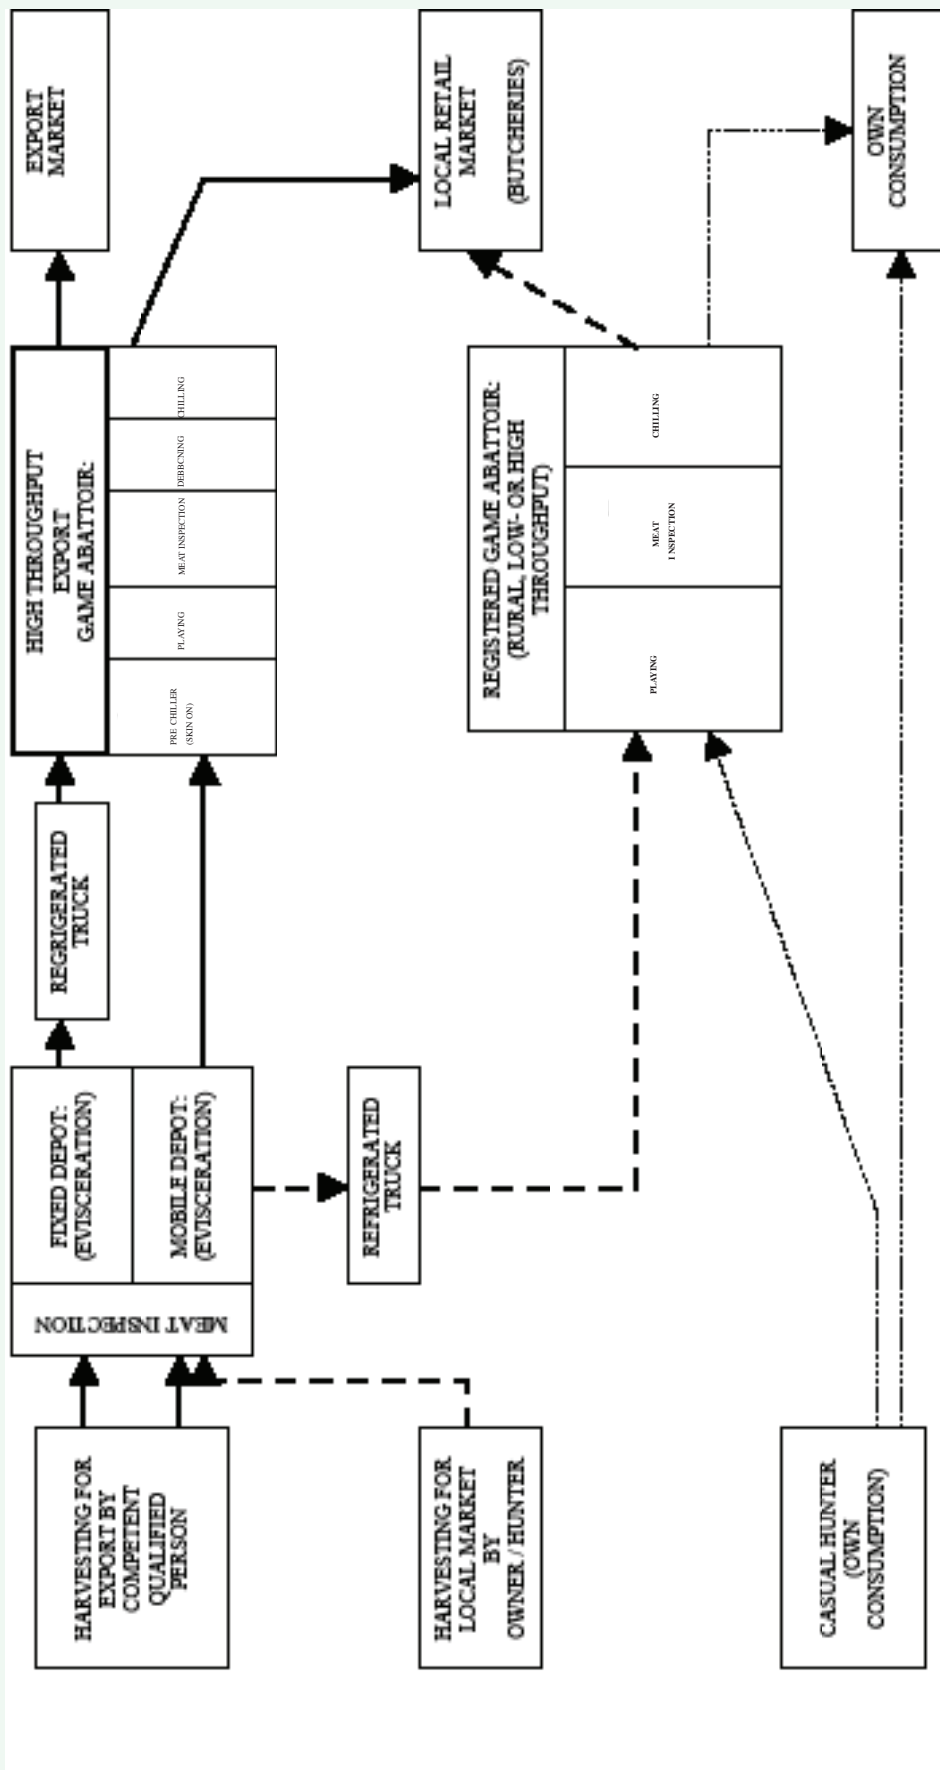 HARVESTING FOR
EXPORT BY
COMPETENT
QUALIFIED
PERSON
MEAT INSPECTION
FIXED DEPOT:
(EVISCERATION)
MOBILE DEPOT:
(EVISCERATION)
REGRIGERATED
TRUCK
HIGH THROUGHPUT
EXPORT
GAME ABATTOIR:
PRE CHILLER
(SKIN ON)
PLAYING
MEAT INSPECTION
DEBBCNING
CHILLING
EXPORT
MARKET
HARVESTING FOR
LOCAL MARKET
BY
OWNER / HUNTER
REFRIGERATED
TRUCK
REGISTERED GAME ABATTOIR:
(RURAL, LOW- OR HIGH
THROUGHPUT)
PLAYING
MEAT
I NSPECTION
CHILLING
LOCAL RETAIL
MARKET
(BUTCHERIES)
CASUAL HUNTER
(OWN
CONSUMPTION)
OWN
CONSUMPTION